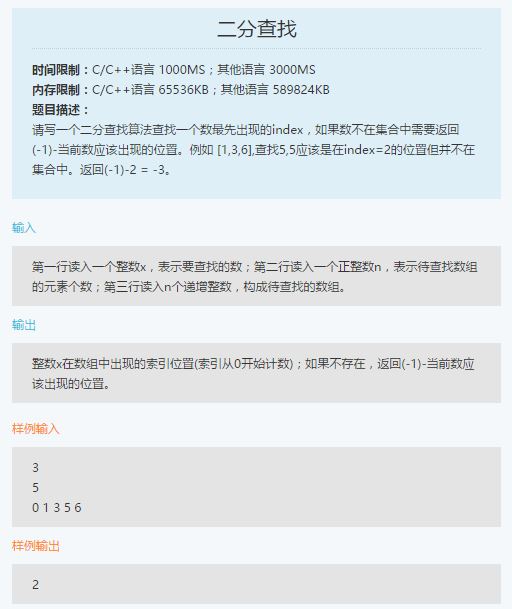 二分查找
时间限制：C/C++语言 1000MS；其他语言 3000MS
内存限制：C/C++语言 65536KB；其他语言 589824KB
题目描述：
请写一个二分查找算法查找一个数最先出现的index，如果数不在集合中需要返回
(-1)-当前数应该出现的位置。例如 [1,3,6],查找5,5应该是在index=2的位置但并不在
集合中。返回(-1)-2 = -3。
输入
第一行读入一个整数x，表示要查找的数；第二行读入一个正整数n，表示待查找数组
的元素个数；第三行读入n个递增整数，构成待查找的数组。
输出
整数x在数组中出现的索引位置(索引从0开始计数)；如果不存在，返回(-1)-当前数应
该出现的位置。
样例输入
3
5
0 1 3 5 6
样例输出
2